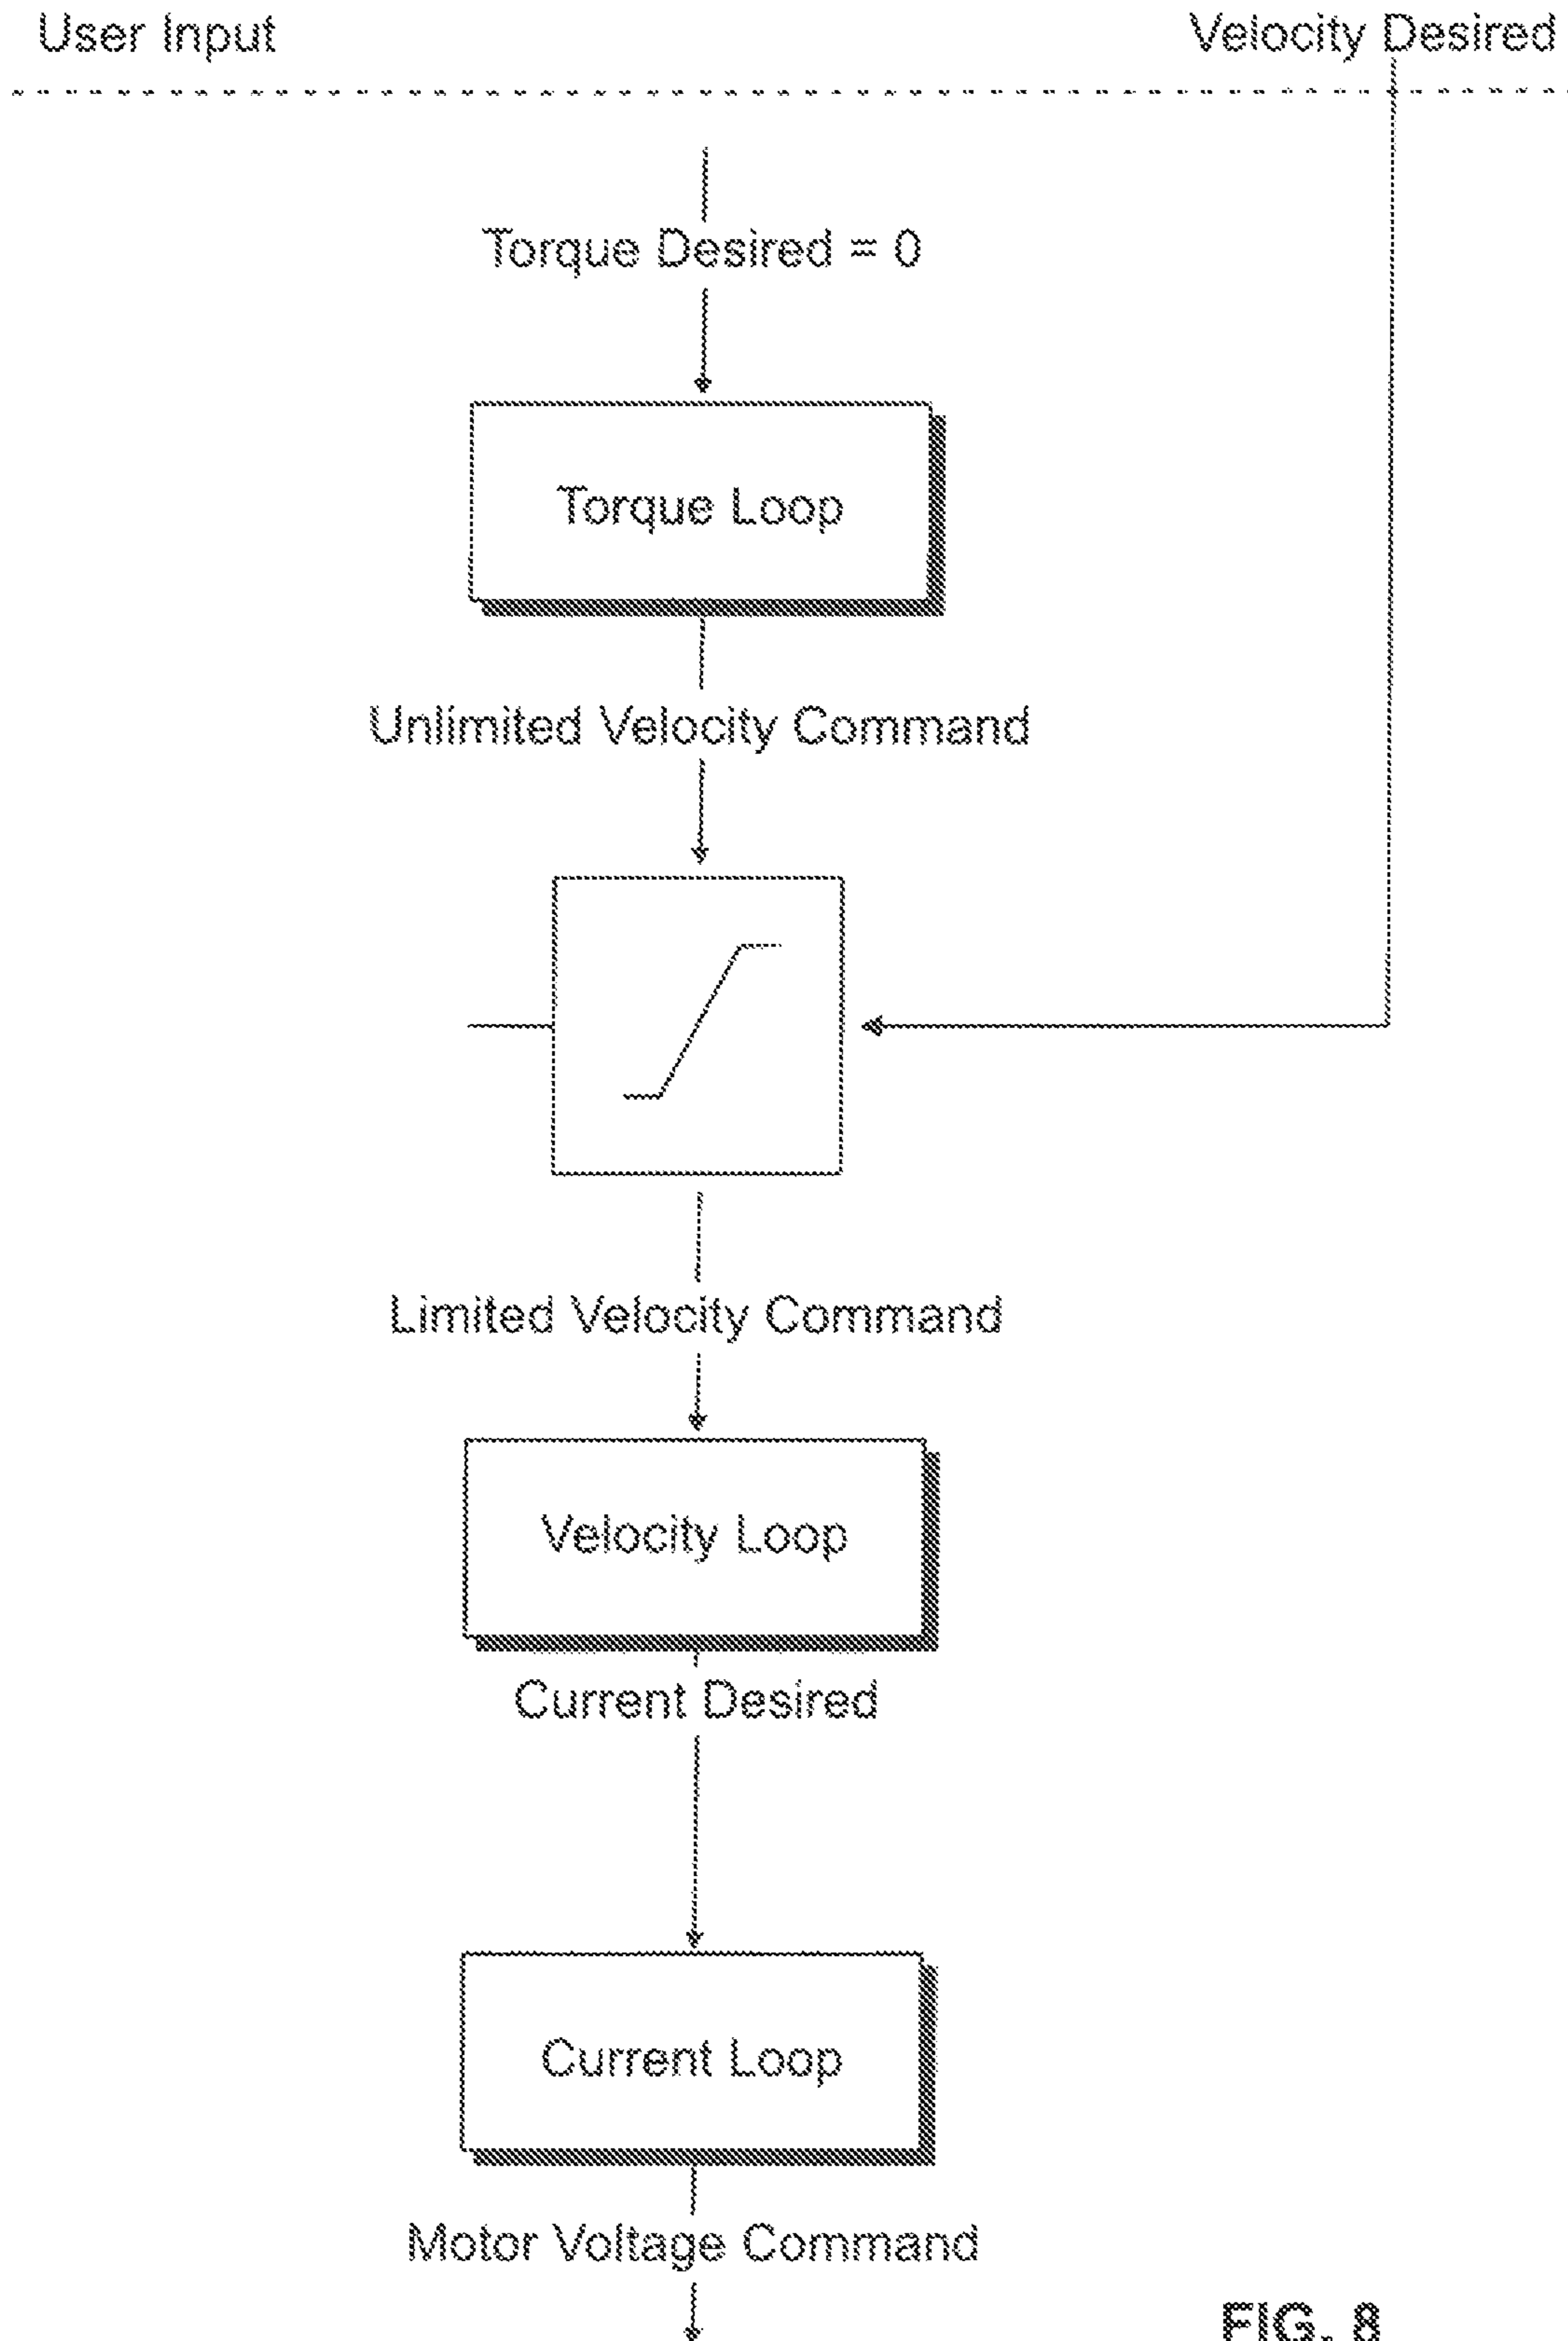 User Input
Velocity Desired
Torque Desired = 0
Torque Loop
Unlimited Velocity Command
Limited Velocity Command
Velocity Loop
Current Desired
Current Loop
Motor Voltage Command
FIG. 8